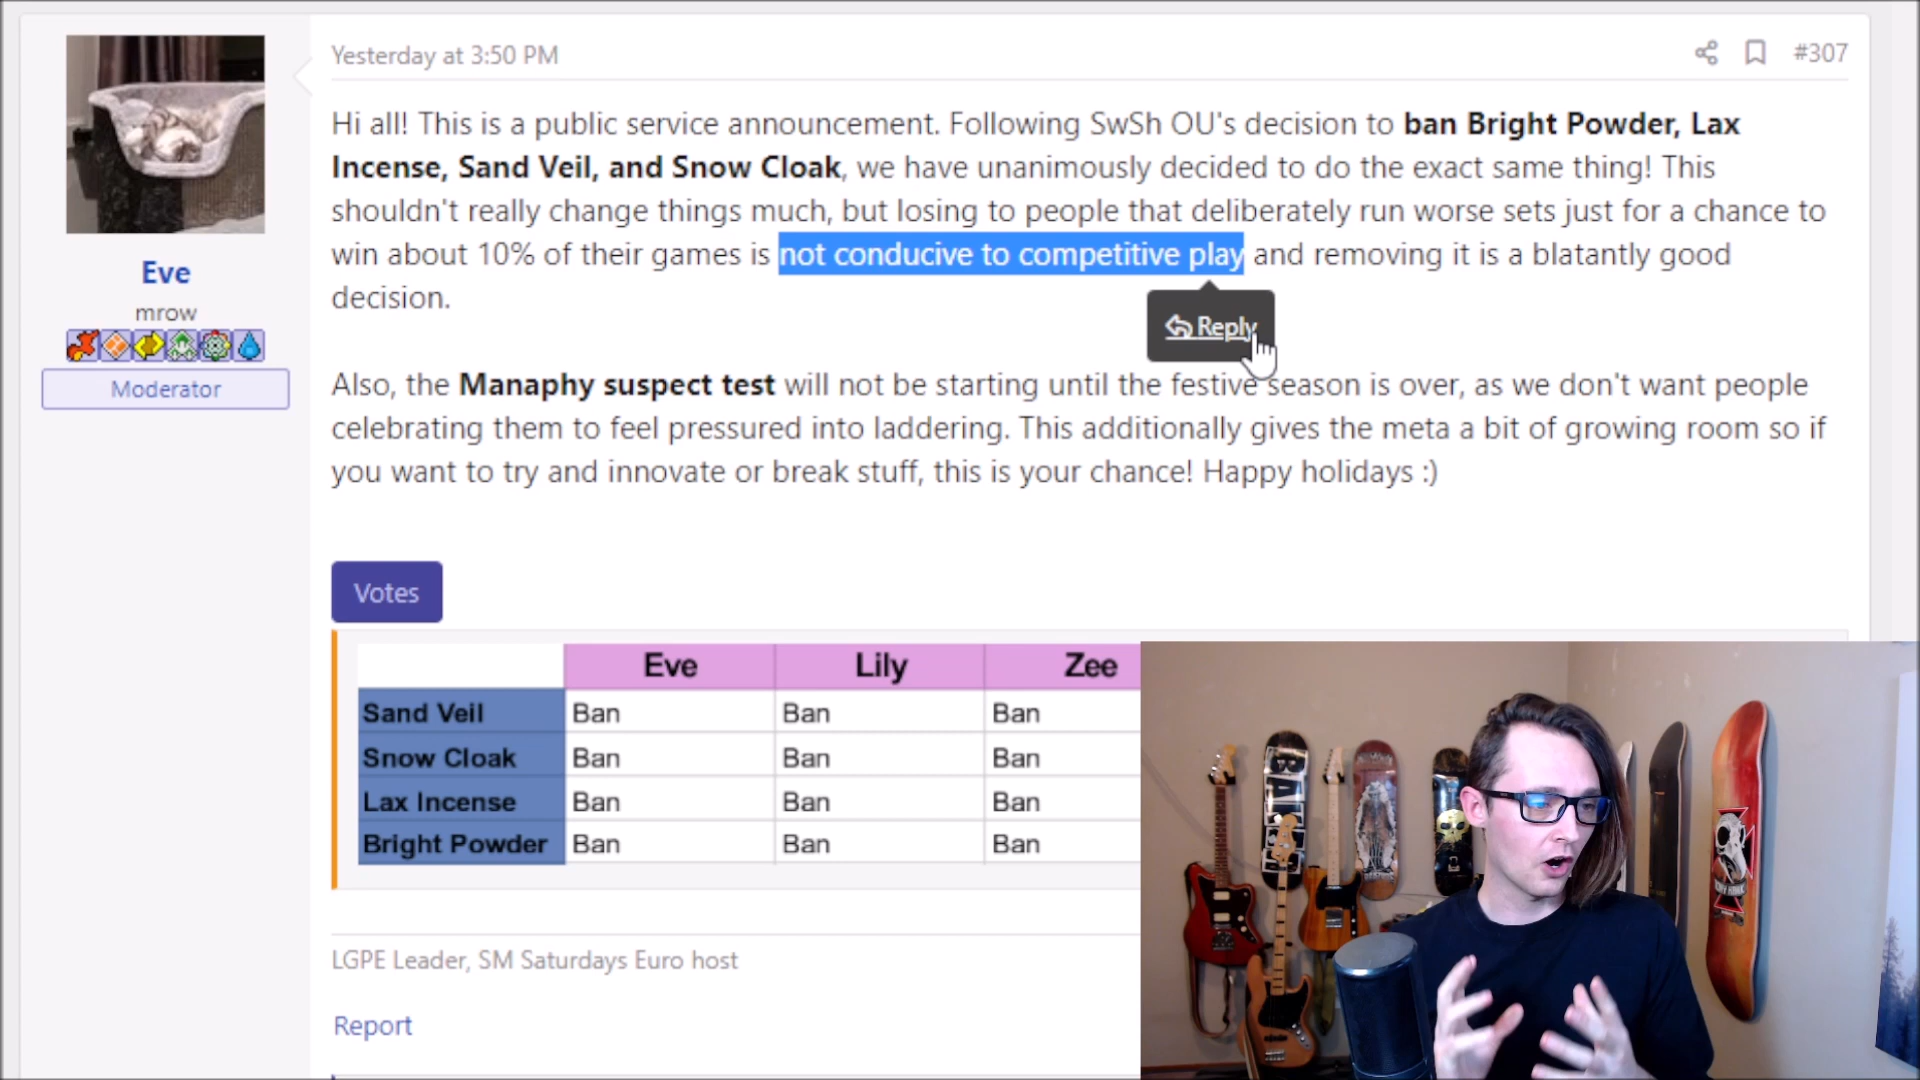 Yesterday at 3:50 PM
#307
Hi all! This is a public service announcement. Following SwSh OU's decision to ban Bright Powder, Lax
Incense, Sand Veil, and Snow Cloak, we have unanimously decided to do the exact same thing! This
shouldn't really change things much, but losing to people that deliberately run worse sets just for a chance to
win about 10% of their games is not conducive to competitive play and removing it is a blatantly good
decision.
Reply
Eve
mrow
Moderator
Also, the Manaphy suspect test will not be starting until the festive season is over, as we don't want people
celebrating them to feel pressured into laddering. This additionally gives the meta a bit of growing room so if
you want to try and innovate or break stuff, this is your chance! Happy holidays :)
Votes
Eve Lily Zee
Sand Veil Ban Ban Ban
Snow Cloak Ban Ban Ban
Lax Incense Ban Ban Ban
Bright Powder Ban Ban Ban
LGPE Leader, SM Saturdays Euro host
Report